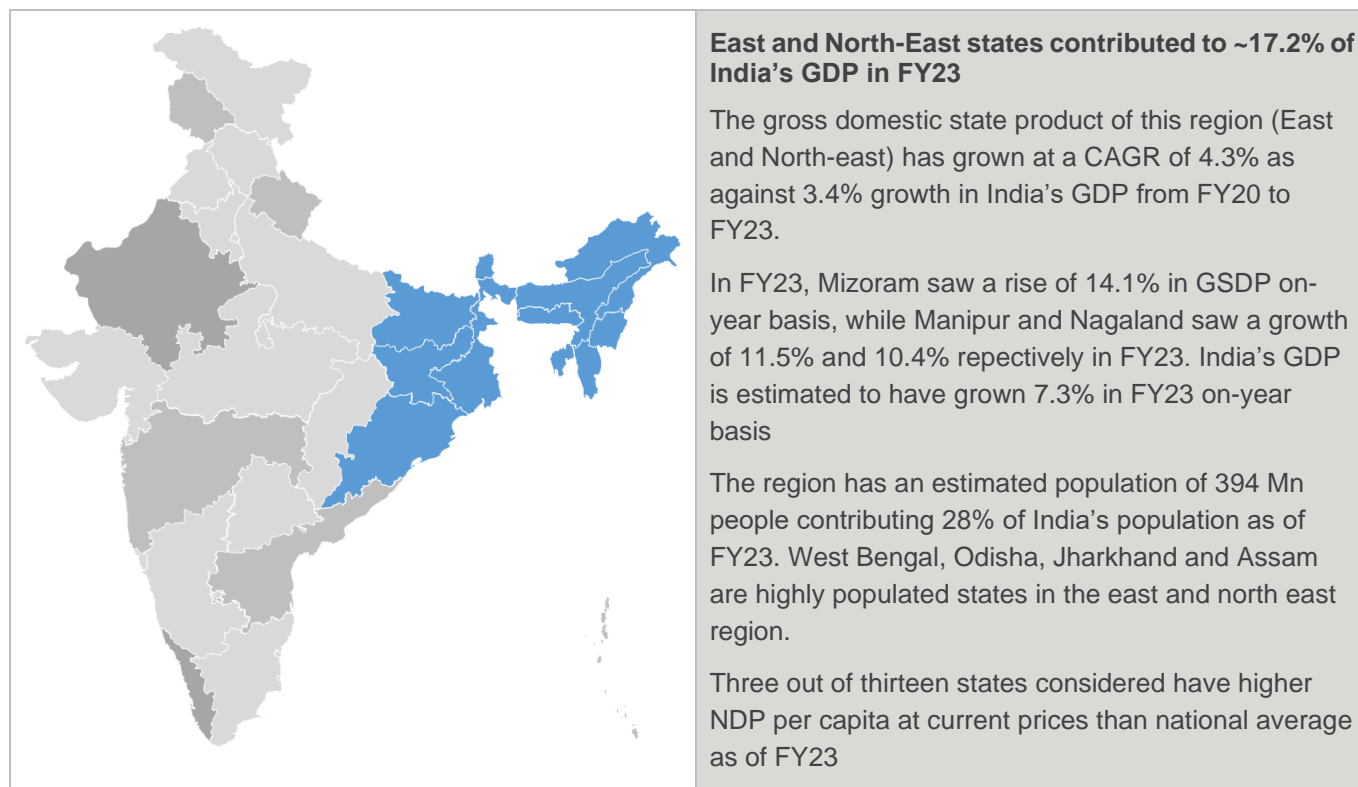 East and North-East states contributed to ~17.2% of
India’s GDP in FY23
The gross domestic state product of this region (East
and North-east) has grown at a CAGR of 4.3% as
against 3.4% growth in India’s GDP from FY20 to
FY23.
In FY23, Mizoram saw a rise of 14.1% in GSDP on-
year basis, while Manipur and Nagaland saw a growth
of 11.5% and 10.4% repectively in FY23. India’s GDP
is estimated to have grown 7.3% in FY23 on-year
basis
The region has an estimated population of 394 Mn
people contributing 28% of India’s population as of
FY23. West Bengal, Odisha, Jharkhand and Assam
are highly populated states in the east and north east
region.
Three out of thirteen states considered have higher
NDP per capita at current prices than national average
as of FY23